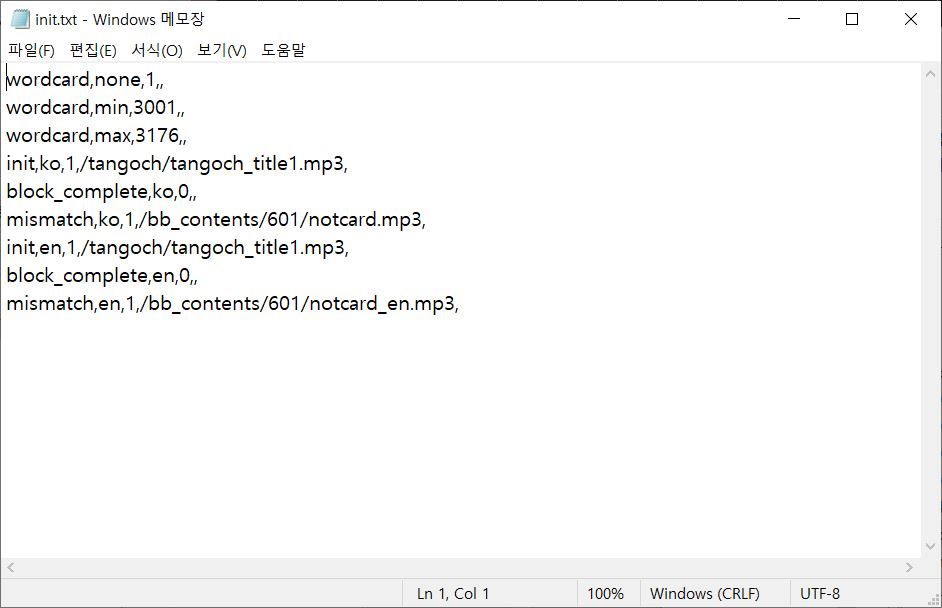 init.txt - Windows 메모장
파일(F) 편집(E) 서식(O) 보기(V) 도움말
wordcard,none,1,,
wordcard,min,3001,,
wordcard,max,3176,,
init,ko,1,/tangoch/tangoch_title1.mp3,
block_complete,ko,0,,
mismatch,ko,1,/bb_contents/601/notcard.mp3,
init,en,1,/tangoch/tangoch_title1.mp3,
block_complete,en,0,,
mismatch,en,1,/bb_contents/601/notcard_en.mp3,
Ln 1, Col 1 100% Windows (CRLF) UTF-8